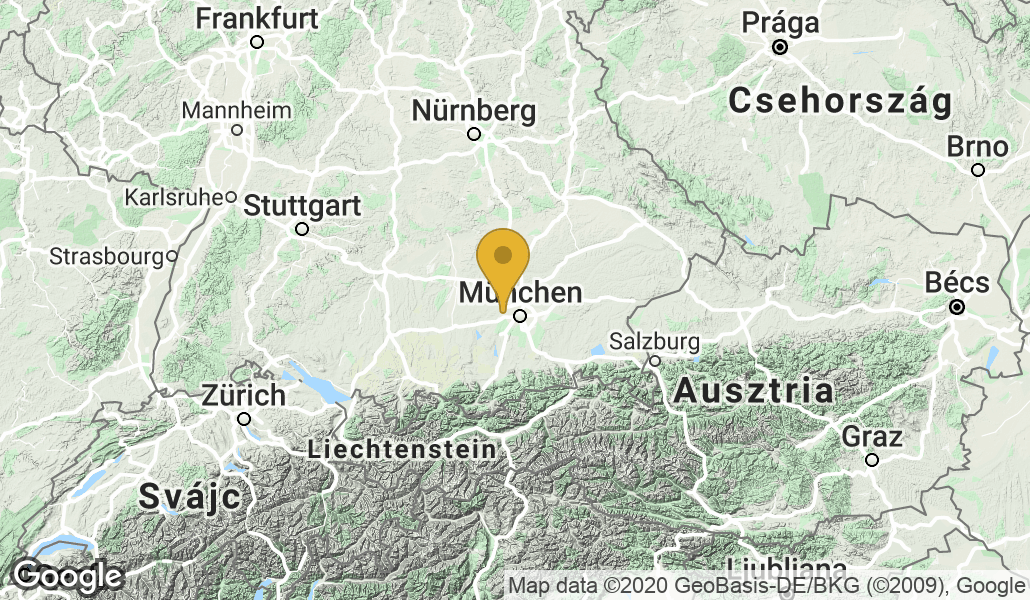 Frankfurt
Prága
Mannheim
Nürnberg
Csehország
Brno
Karlsruhe
Stuttgart
Strasbourg
München
Bécs
Salzburg
Zürich
Ausztria
Liechtenstein
Graz
Svájc
Ljubljana
Google
Map data ©2020 GeoBasis-DE/BKG (©2009), Google